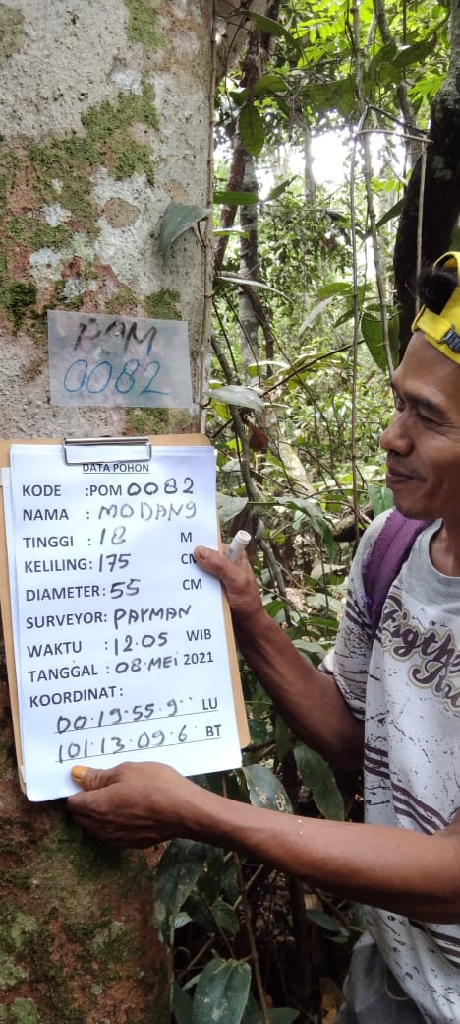 POM
0082
DATA POHON
KODE :POM 0082
NAMA : MODANG
TINGGI : 18 M
KELILING: 175 CM
DIAMETER: 55 CM
SURVEYOR: PAYMAN
WAKTU : 12.05 WIB
TANGGAL : 08 MEI 2021
KOORDINAT :
00.19.55.9" LU
101.13.09.6" BT